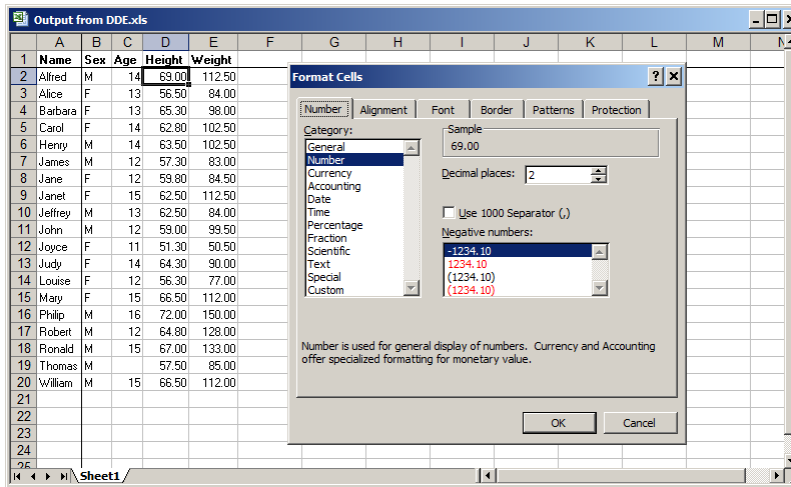 Output from DDE.xls
A B C D E F G H I J K L M N
1 Name Sex Age Height Weight
2 Alfred M 14 69.00 112.50
3 Alice F 13 56.50 84.00
4 Barbara F 13 65.30 98.00
5 Carol F 14 62.80 102.50
6 Henry M 14 63.50 102.50
7 James M 12 57.30 83.00
8 Jane F 12 59.80 84.50
9 Janet F 15 62.50 112.50
10 Jeffrey M 13 62.50 84.00
11 John M 12 59.00 99.50
12 Joyce F 11 51.30 50.50
13 Judy F 14 64.30 90.00
14 Louise F 12 56.30 77.00
15 Mary F 15 66.50 112.00
16 Philip M 16 72.00 150.00
17 Robert M 12 64.80 128.00
18 Ronald M 15 67.00 133.00
19 Thomas M 57.50 85.00
20 William M 15 66.50 112.00
21
22
23
24
25
Sheet1
Format Cells
Number Alignment Font Border Patterns Protection
Category:
General
Number
Currency
Accounting
Date
Time
Percentage
Fraction
Scientific
Text
Special
Custom
Sample
69.00
Decimal places: 2
Use 1000 Separator (,)
Negative numbers:
-1234.10
1234.10
(1234.10)
(1234.10)
Number is used for general display of numbers. Currency and Accounting
offer specialized formatting for monetary value.
OK Cancel